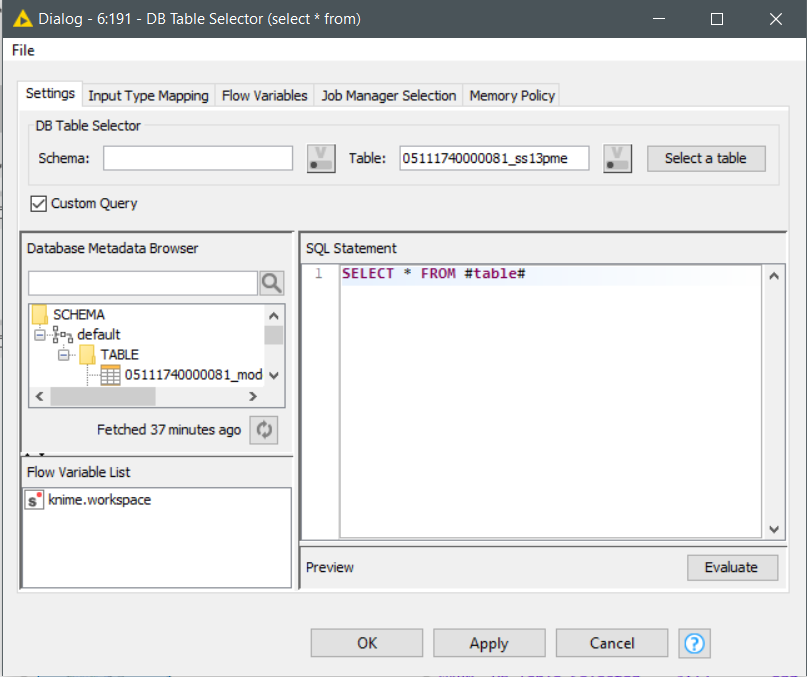 Dialog - 6:191 - DB Table Selector (select * from)
File
Settings Input Type Mapping Flow Variables Job Manager Selection Memory Policy
DB Table Selector
Schema: V Table: 05111740000081_ss13pme V Select a table
Custom Query
Database Metadata Browser
SCHEMA
default
TABLE
05111740000081_mod
Fetched 37 minutes ago
Flow Variable List
s knime.workspace
SQL Statement
1 SELECT * FROM #table#
Preview Evaluate
OK Apply Cancel ?